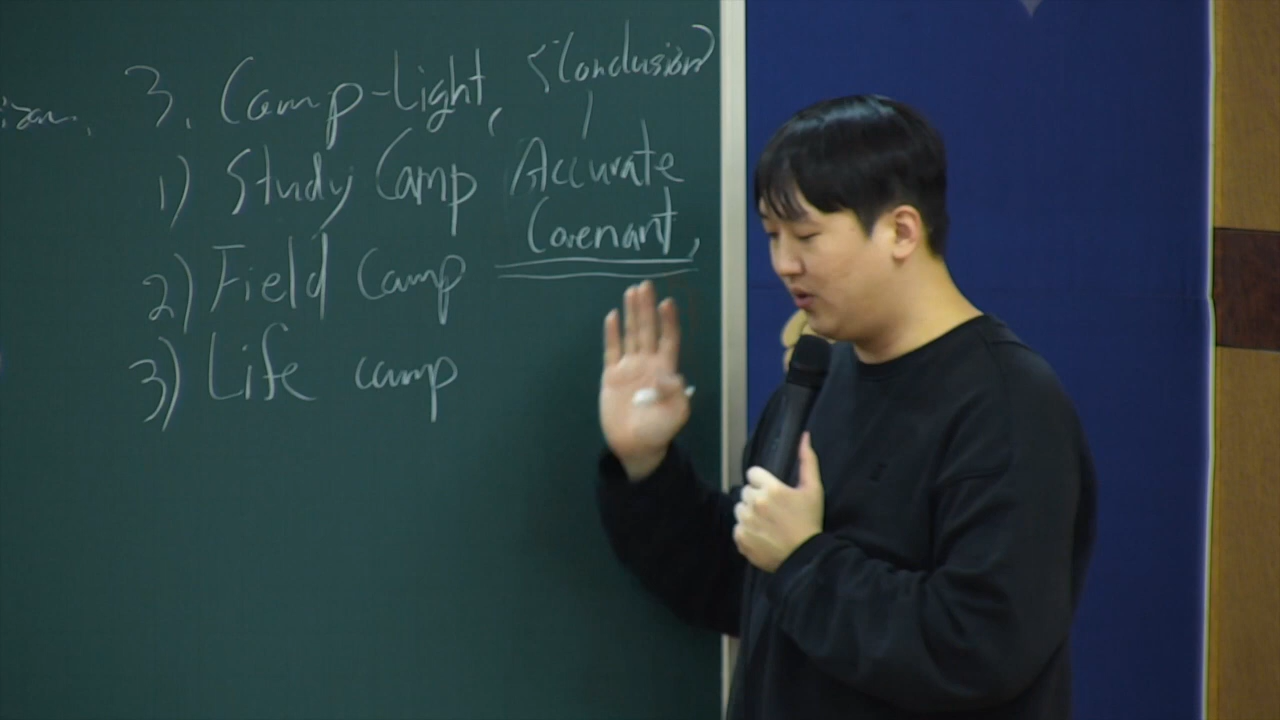 3. Camp-Light,
1) Study Camp
2) Field Camp
3) Life camp
<Conclusion>
Accurate
Covenant,